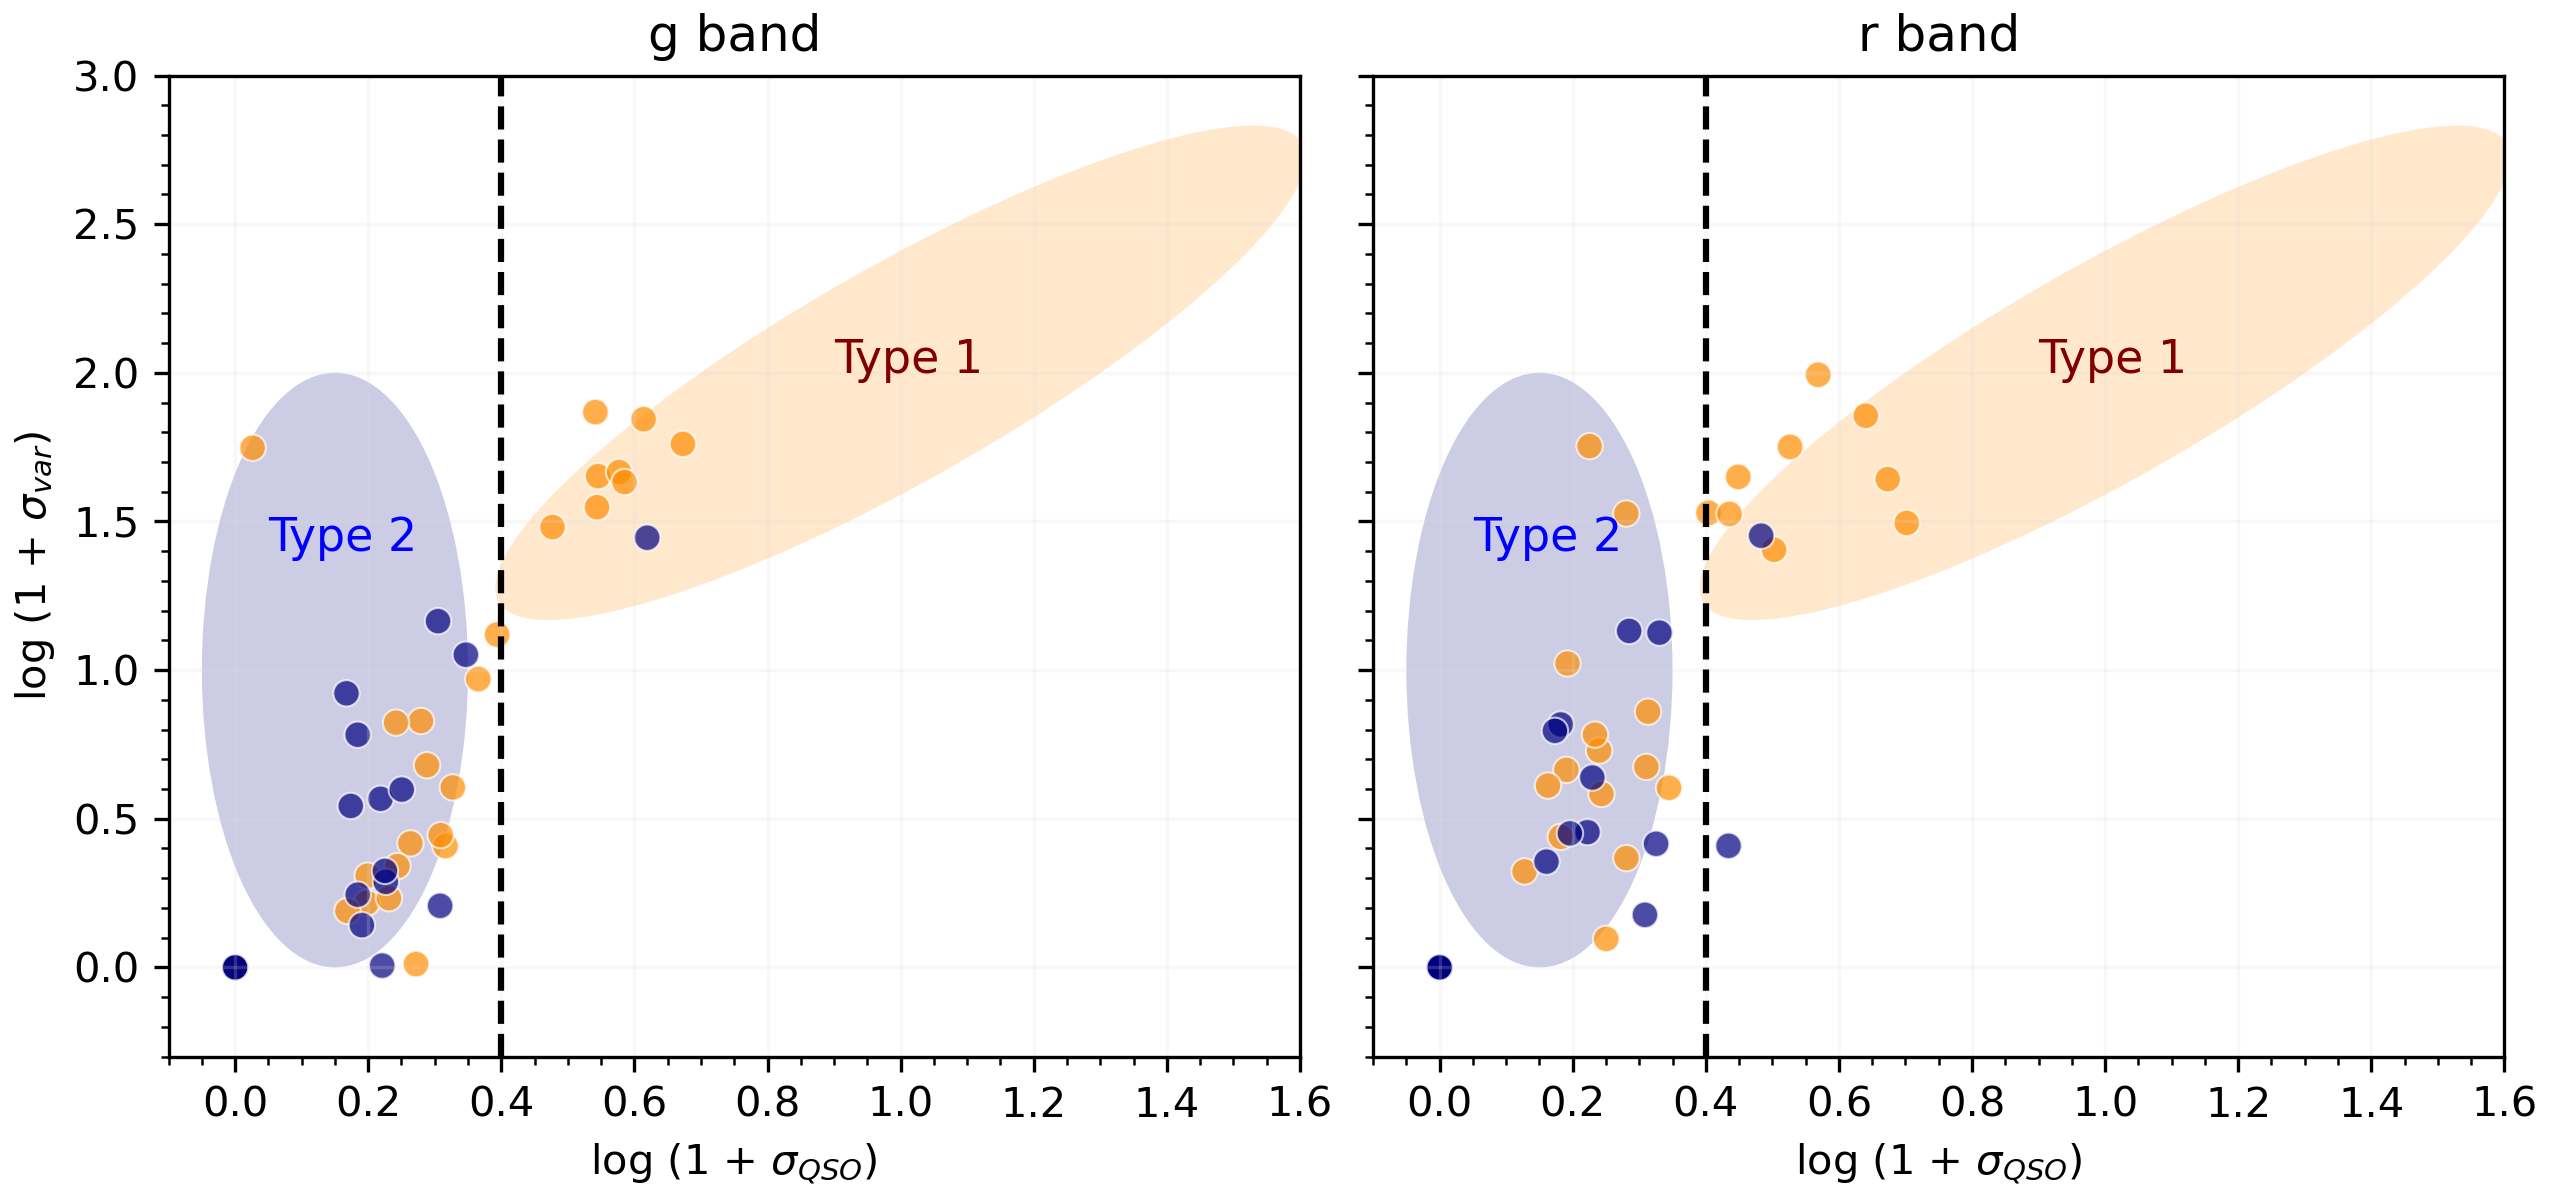 g band
r band
3.0
2.5
2.0
1.5
1.0
0.5
0.0
log (1 + σvar)
Type 1
Type 2
Type 1
Type 2
0.0 0.2 0.4 0.6 0.8 1.0 1.2 1.4 1.6
0.0 0.2 0.4 0.6 0.8 1.0 1.2 1.4 1.6
log (1 + σQSO)
log (1 + σQSO)